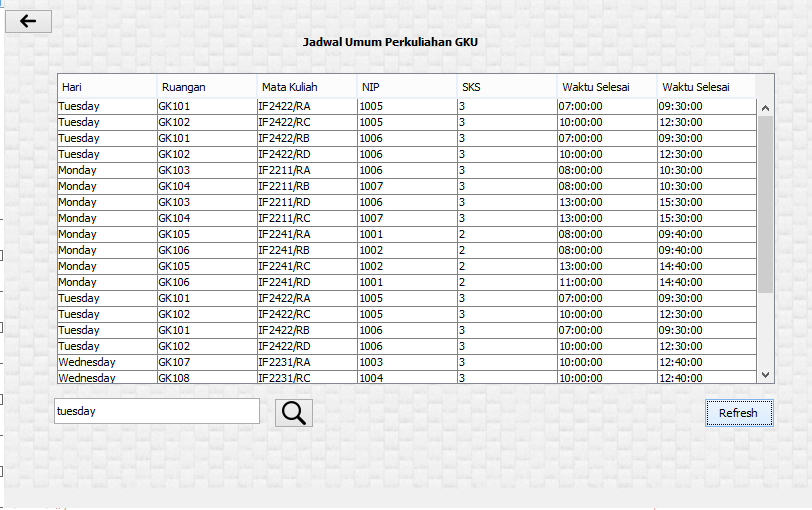 Jadwal Umum Perkuliahan GKU
Hari Ruangan Mata Kuliah NIP SKS Waktu Selesai Waktu Selesai
Tuesday GK101 IF2422/RA 1005 3 07:00:00 09:30:00
Tuesday GK102 IF2422/RC 1005 3 10:00:00 12:30:00
Tuesday GK101 IF2422/RB 1006 3 07:00:00 09:30:00
Tuesday GK102 IF2422/RD 1006 3 10:00:00 12:30:00
Monday GK103 IF2211/RA 1006 3 08:00:00 10:30:00
Monday GK104 IF2211/RB 1007 3 08:00:00 10:30:00
Monday GK103 IF2211/RD 1006 3 13:00:00 15:30:00
Monday GK104 IF2211/RC 1007 3 13:00:00 15:30:00
Monday GK105 IF2241/RA 1001 2 08:00:00 09:40:00
Monday GK106 IF2241/RB 1002 2 08:00:00 09:40:00
Monday GK105 IF2241/RC 1002 2 13:00:00 14:40:00
Monday GK106 IF2241/RD 1001 2 11:00:00 14:40:00
Tuesday GK101 IF2422/RA 1005 3 07:00:00 09:30:00
Tuesday GK102 IF2422/RC 1005 3 10:00:00 12:30:00
Tuesday GK101 IF2422/RB 1006 3 07:00:00 09:30:00
Tuesday GK102 IF2422/RD 1006 3 10:00:00 12:30:00
Wednesday GK107 IF2231/RA 1003 3 10:00:00 12:40:00
Wednesday GK108 IF2231/RC 1004 3 10:00:00 12:40:00
tuesday Refresh